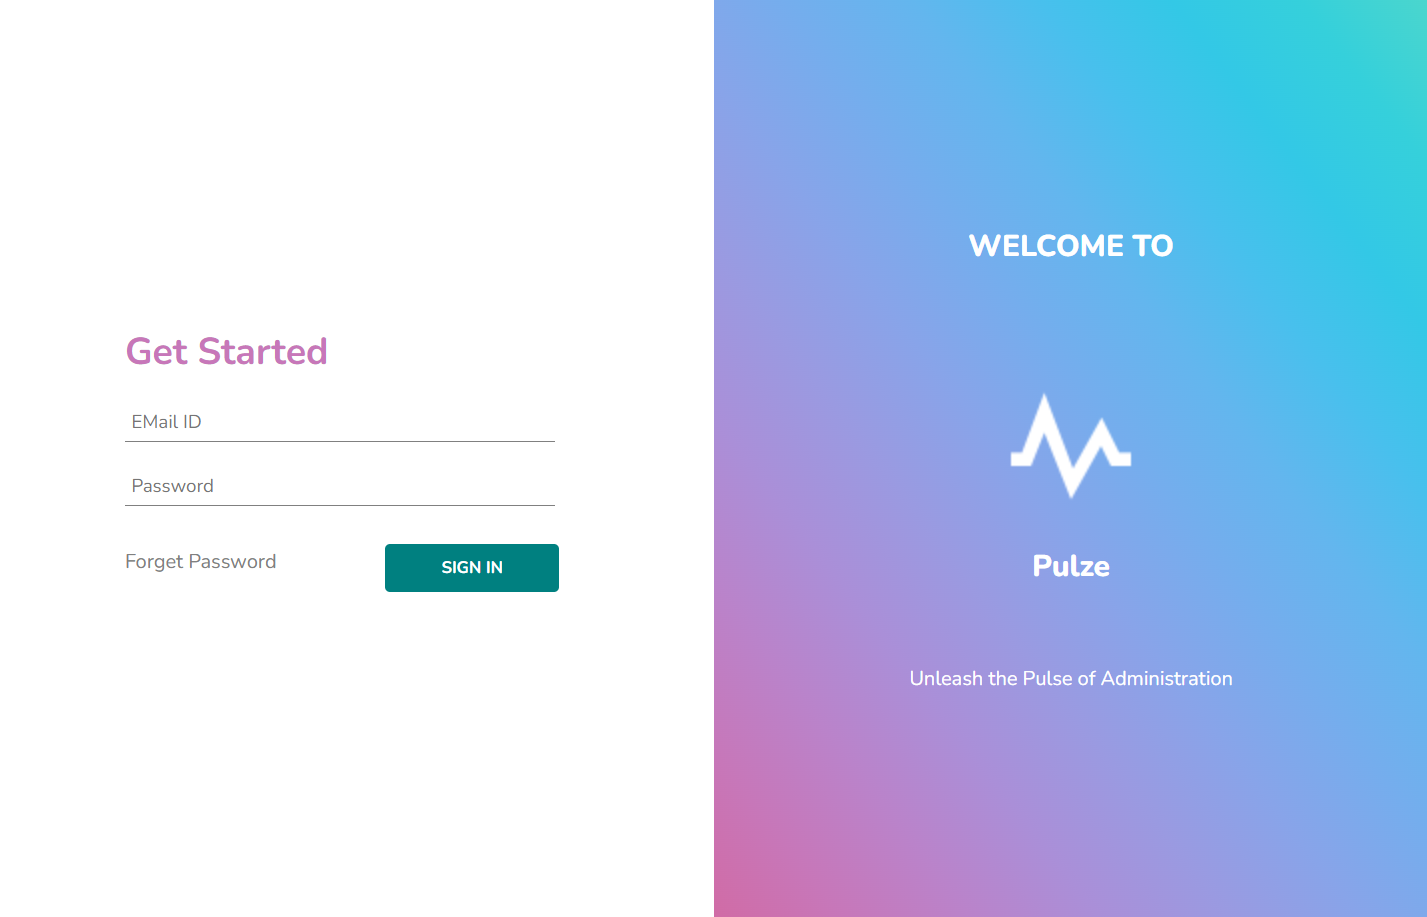 Get Started
EMail ID
Password
Forget Password
SIGN IN
WELCOME TO
Pulze
Unleash the Pulse of Administration